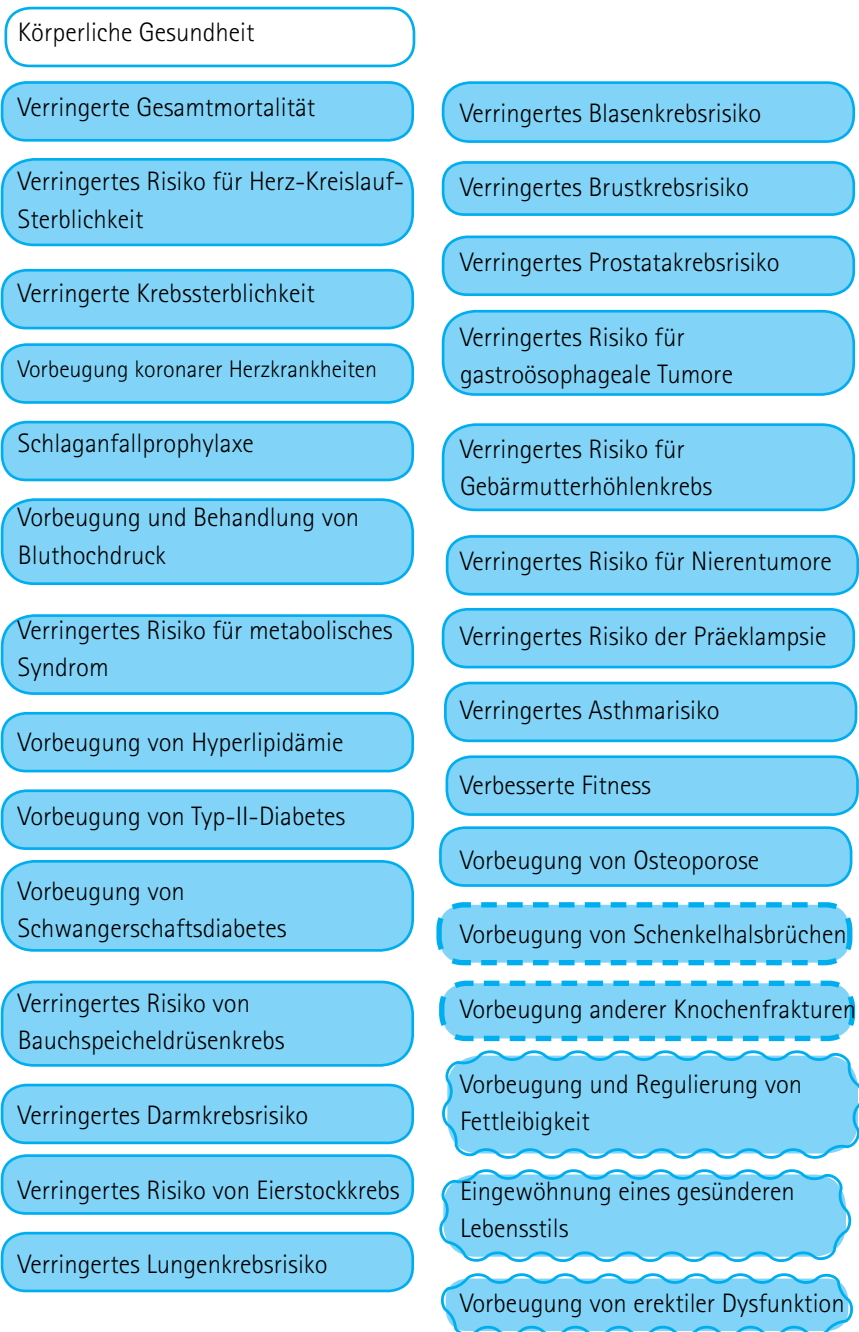 Körperliche Gesundheit
Verringerte Gesamtmortalität
Verringertes Risiko für Herz-Kreislauf-
Sterblichkeit
Verringerte Krebssterblichkeit
Vorbeugung koronarer Herzkrankheiten
Schlaganfallprophylaxe
Vorbeugung und Behandlung von
Bluthochdruck
Verringertes Risiko für metabolisches
Syndrom
Vorbeugung von Hyperlipidämie
Vorbeugung von Typ-II-Diabetes
Vorbeugung von
Schwangerschaftsdiabetes
Verringertes Risiko von
Bauchspeicheldrüsenkrebs
Verringertes Darmkrebsrisiko
Verringertes Risiko von Eierstockkrebs
Verringertes Lungenkrebsrisiko
Verringertes Blasenkrebsrisiko
Verringertes Brustkrebsrisiko
Verringertes Prostatakrebsrisiko
Verringertes Risiko für
gastroösophageale Tumore
Verringertes Risiko für
Gebärmutterhöhlenkrebs
Verringertes Risiko für Nierentumore
Verringertes Risiko der Präeklampsie
Verringertes Asthmarisiko
Verbesserte Fitness
Vorbeugung von Osteoporose
Vorbeugung von Schenkelhalsbrüchen
Vorbeugung anderer Knochenfrakturen
Vorbeugung und Regulierung von
Fettleibigkeit
Eingewöhnung eines gesünderen
Lebensstils
Vorbeugung von erektiler Dysfunktion